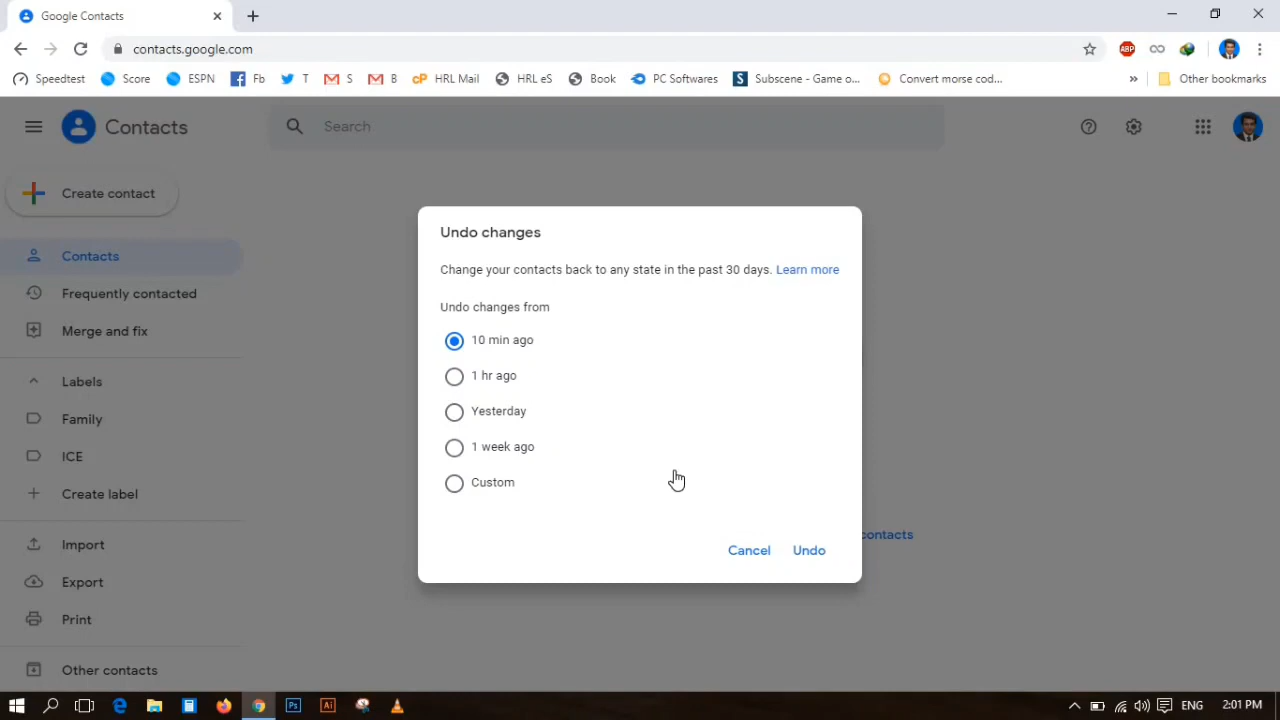 Google Contacts
contacts.google.com
Speedtest Score ESPN Fb T S B HRL Mail HRL eS Book PC Softwares Subscene - Game o... Convert morse cod... » Other bookmarks
ABP
Contacts
Search
Create contact
Contacts
Frequently contacted
Merge and fix
Labels
Family
ICE
Create label
Import
Export
Print
Other contacts
Undo changes
Change your contacts back to any state in the past 30 days. Learn more
Undo changes from
10 min ago
1 hr ago
Yesterday
1 week ago
Custom
contacts
Cancel Undo
Ps Ai ENG 2:01 PM